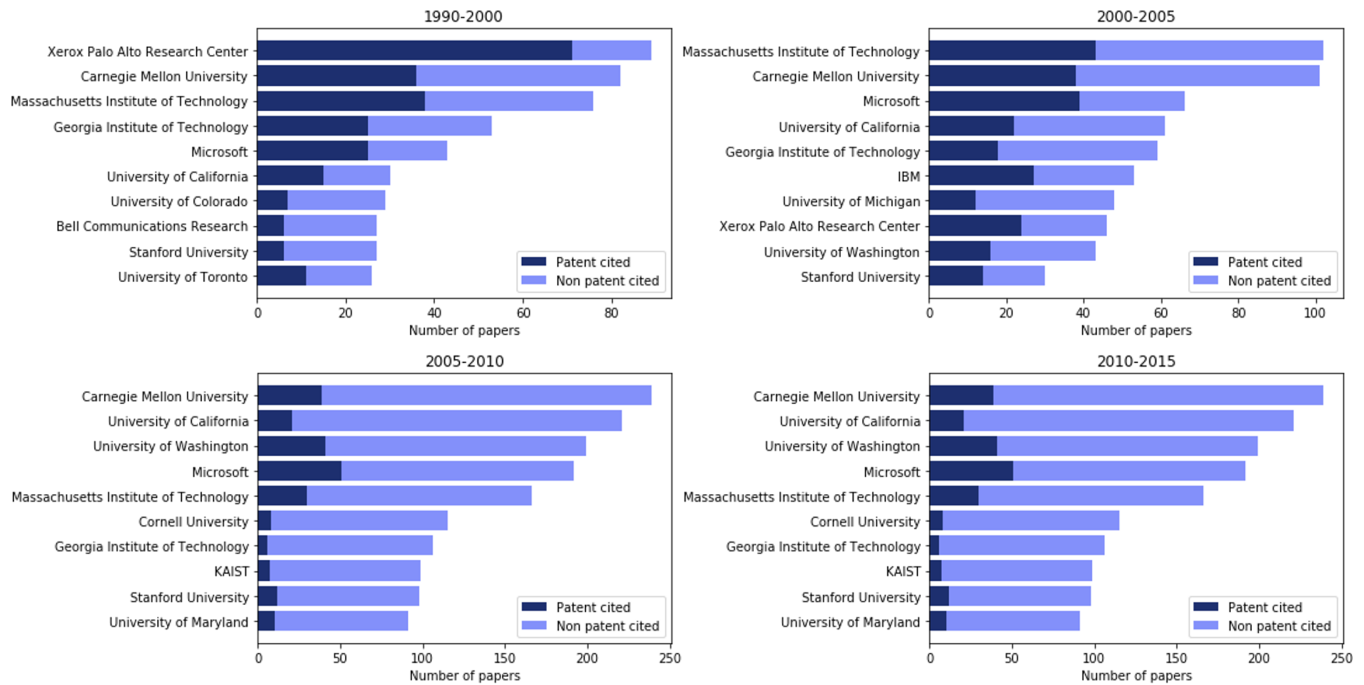 1990-2000
Xerox Palo Alto Research Center
Carnegie Mellon University
Massachusetts Institute of Technology
Georgia Institute of Technology
Microsoft
University of California
University of Colorado
Bell Communications Research
Stanford University
University of Toronto
Patent cited
Non patent cited
0 20 40 60 80
Number of papers
2000-2005
Massachusetts Institute of Technology
Carnegie Mellon University
Microsoft
University of California
Georgia Institute of Technology
IBM
University of Michigan
Xerox Palo Alto Research Center
University of Washington
Stanford University
Patent cited
Non patent cited
0 20 40 60 80 100
Number of papers
2005-2010
Carnegie Mellon University
University of California
University of Washington
Microsoft
Massachusetts Institute of Technology
Cornell University
Georgia Institute of Technology
KAIST
Stanford University
University of Maryland
Patent cited
Non patent cited
0 50 100 150 200 250
Number of papers
2010-2015
Carnegie Mellon University
University of California
University of Washington
Microsoft
Massachusetts Institute of Technology
Cornell University
Georgia Institute of Technology
KAIST
Stanford University
University of Maryland
Patent cited
Non patent cited
0 50 100 150 200 250
Number of papers